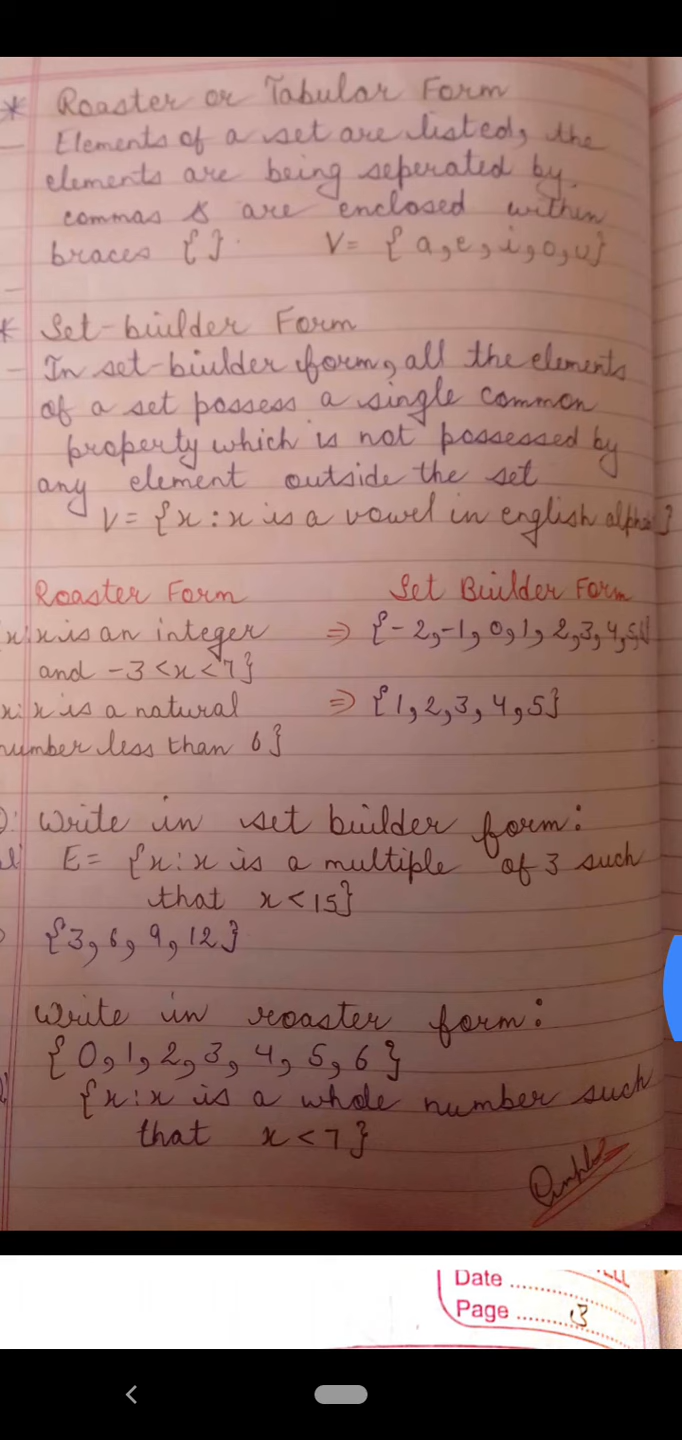 * Roaster or Tabular Form
- Elements of a set are listed, the
elements are being seperated by
commas & are enclosed within
braces { }. V = { a, e, i, o, u}
* Set-builder Form
- In set-builder form, all the elements
of a set possess a single common
property which is not possessed by
any element outside the set
V = {x : x is a vowel in english }
Roaster Form Set Builder Form
x:x is an integer ⇒ {-2, -1, 0, 1, 2, 3, 4, 5,
and -3 < x < 7}
x: x is a natural ⇒ {1, 2, 3, 4, 5}
number less than 6}
Write in set builder form:
E = {x : x is a multiple of 3 such
that x < 15}
{3, 6, 9, 12}
Write in roaster form:
{ 0, 1, 2, 3, 4, 5, 6 }
{x : x is a whole number such
that x < 7}
Date
Page 13